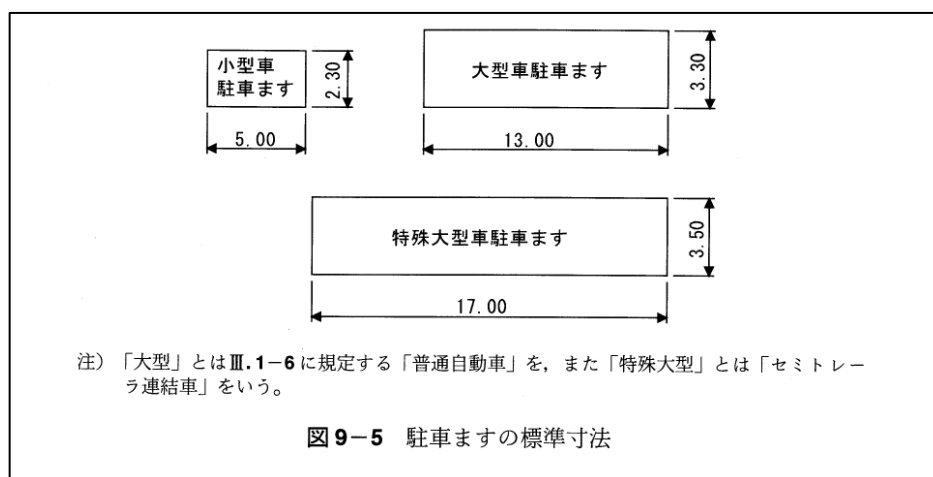 小型車
駐車ます
2.30
5.00
大型車駐車ます
3.30
13.00
特殊大型車駐車ます
3.50
17.00
注) 「大型」とはⅢ.1-6に規定する「普通自動車」を，また「特殊大型」とは「セミトレー
ラ連結車」をいう。
図9-5 駐車ますの標準寸法